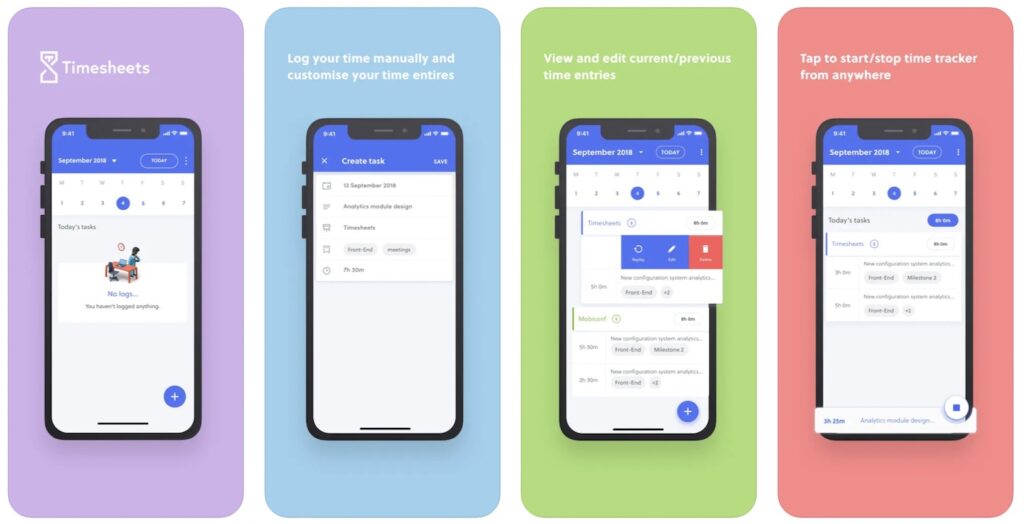 Timesheets
9:41
September 2018
TODAY
M T W T F S S
1 2 3 4 5 6 7
Today's tasks
No logs...
You haven't logged anything.
Log your time manually and
customise your time entires
9:41
Create task
SAVE
13 September 2018
Analytics module design
Timesheets
Front-End
meetings
7h 30m
View and edit current/previous
time entries
9:41
September 2018
TODAY
M T W T F S S
1 2 3 4 5 6 7
Timesheets
8h 0m
Replay
Edit
Delete
New configuration system analytics...
5h 0m
Front-End
+2
Mobiconf
8h 0m
New configuration system analytics...
5h 30m
Front-End
Milestone 2
New configuration system analytics...
2h 30m
Front-End
+2
Tap to start/stop time tracker
from anywhere
9:41
September 2018
TODAY
M T W T F S S
1 2 3 4 5 6 7
Today's tasks
8h 0m
Timesheets
8h 0m
New configuration system analytics...
3h 0m
Front-End
Milestone 2
New configuration system analytics...
5h 0m
Front-End
+2
3h 25m
Analytics module design...